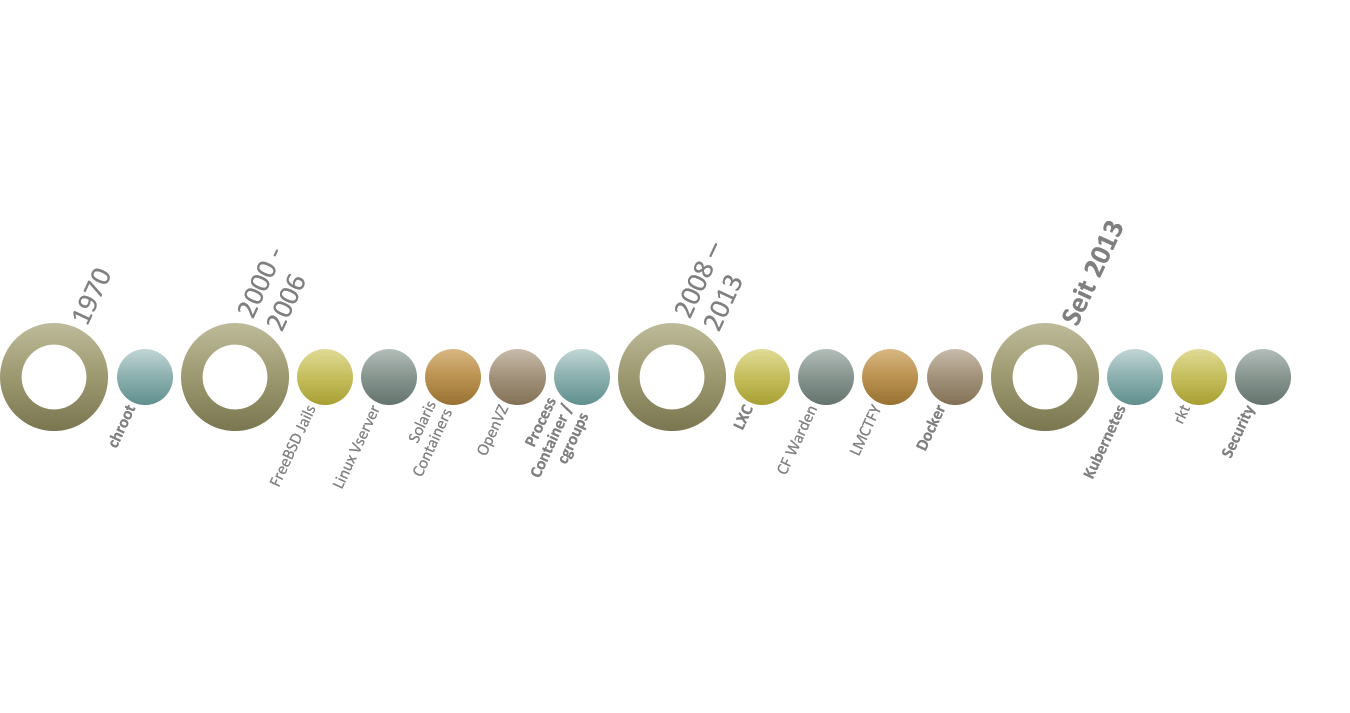 1970
chroot
2000 -
2006
FreeBSD Jails
Linux Vserver
Solaris
Containers
OpenVZ
Process
Container /
cgroups
2008 –
2013
LXC
CF Warden
LMCTFY
Docker
Seit 2013
Kubernetes
rkt
Security